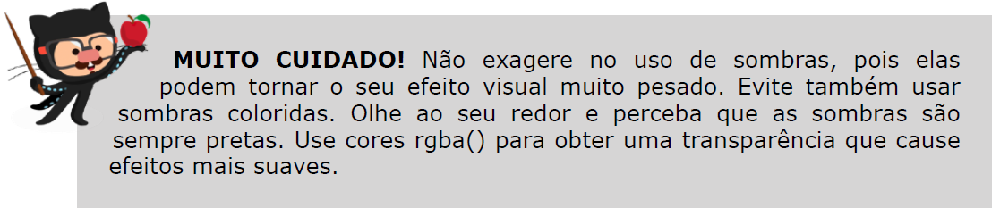 MUITO CUIDADO! Não exagere no uso de sombras, pois elas
podem tornar o seu efeito visual muito pesado. Evite também usar
sombras coloridas. Olhe ao seu redor e perceba que as sombras são
sempre pretas. Use cores rgba() para obter uma transparência que cause
efeitos mais suaves.